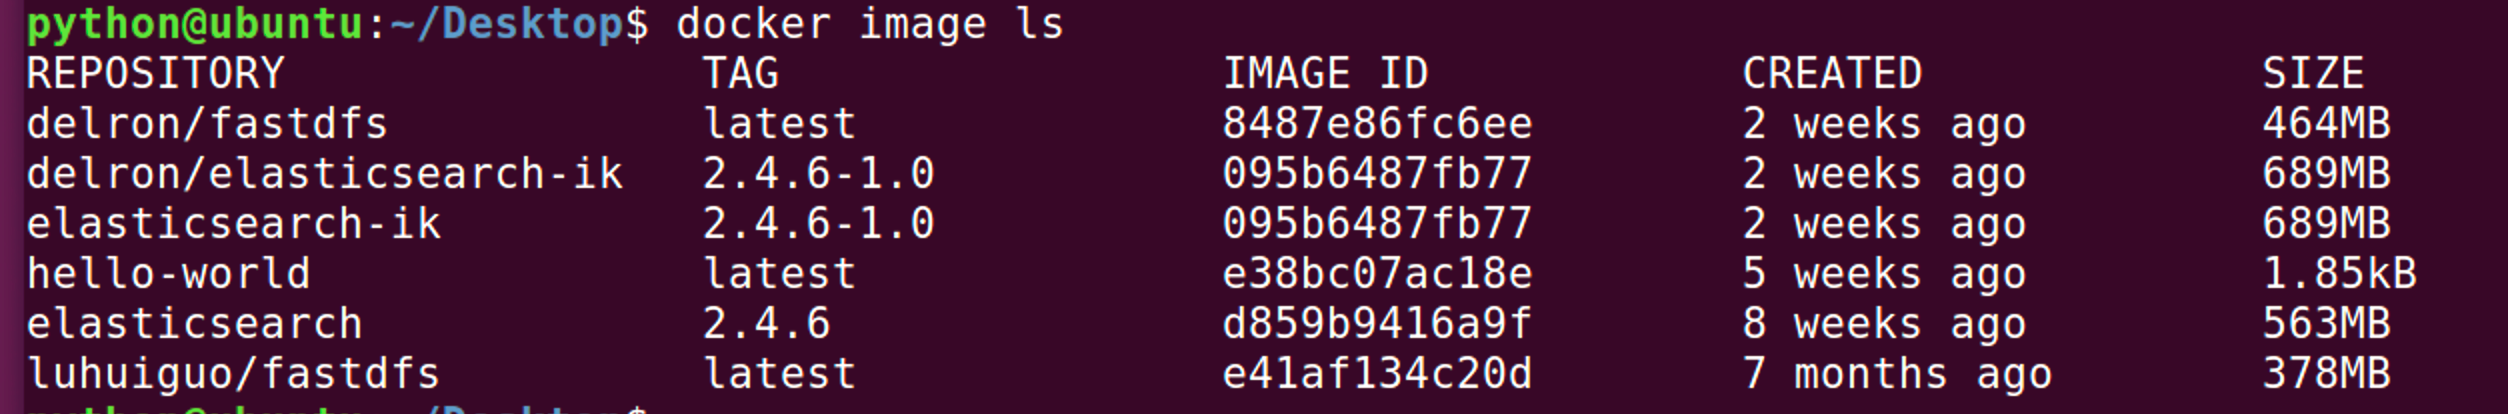 python@ubuntu:~/Desktop$ docker image ls
REPOSITORY TAG IMAGE ID CREATED SIZE
delron/fastdfs latest 8487e86fc6ee 2 weeks ago 464MB
delron/elasticsearch-ik 2.4.6-1.0 095b6487fb77 2 weeks ago 689MB
elasticsearch-ik 2.4.6-1.0 095b6487fb77 2 weeks ago 689MB
hello-world latest e38bc07ac18e 5 weeks ago 1.85kB
elasticsearch 2.4.6 d859b9416a9f 8 weeks ago 563MB
luhuiguo/fastdfs latest e41af134c20d 7 months ago 378MB